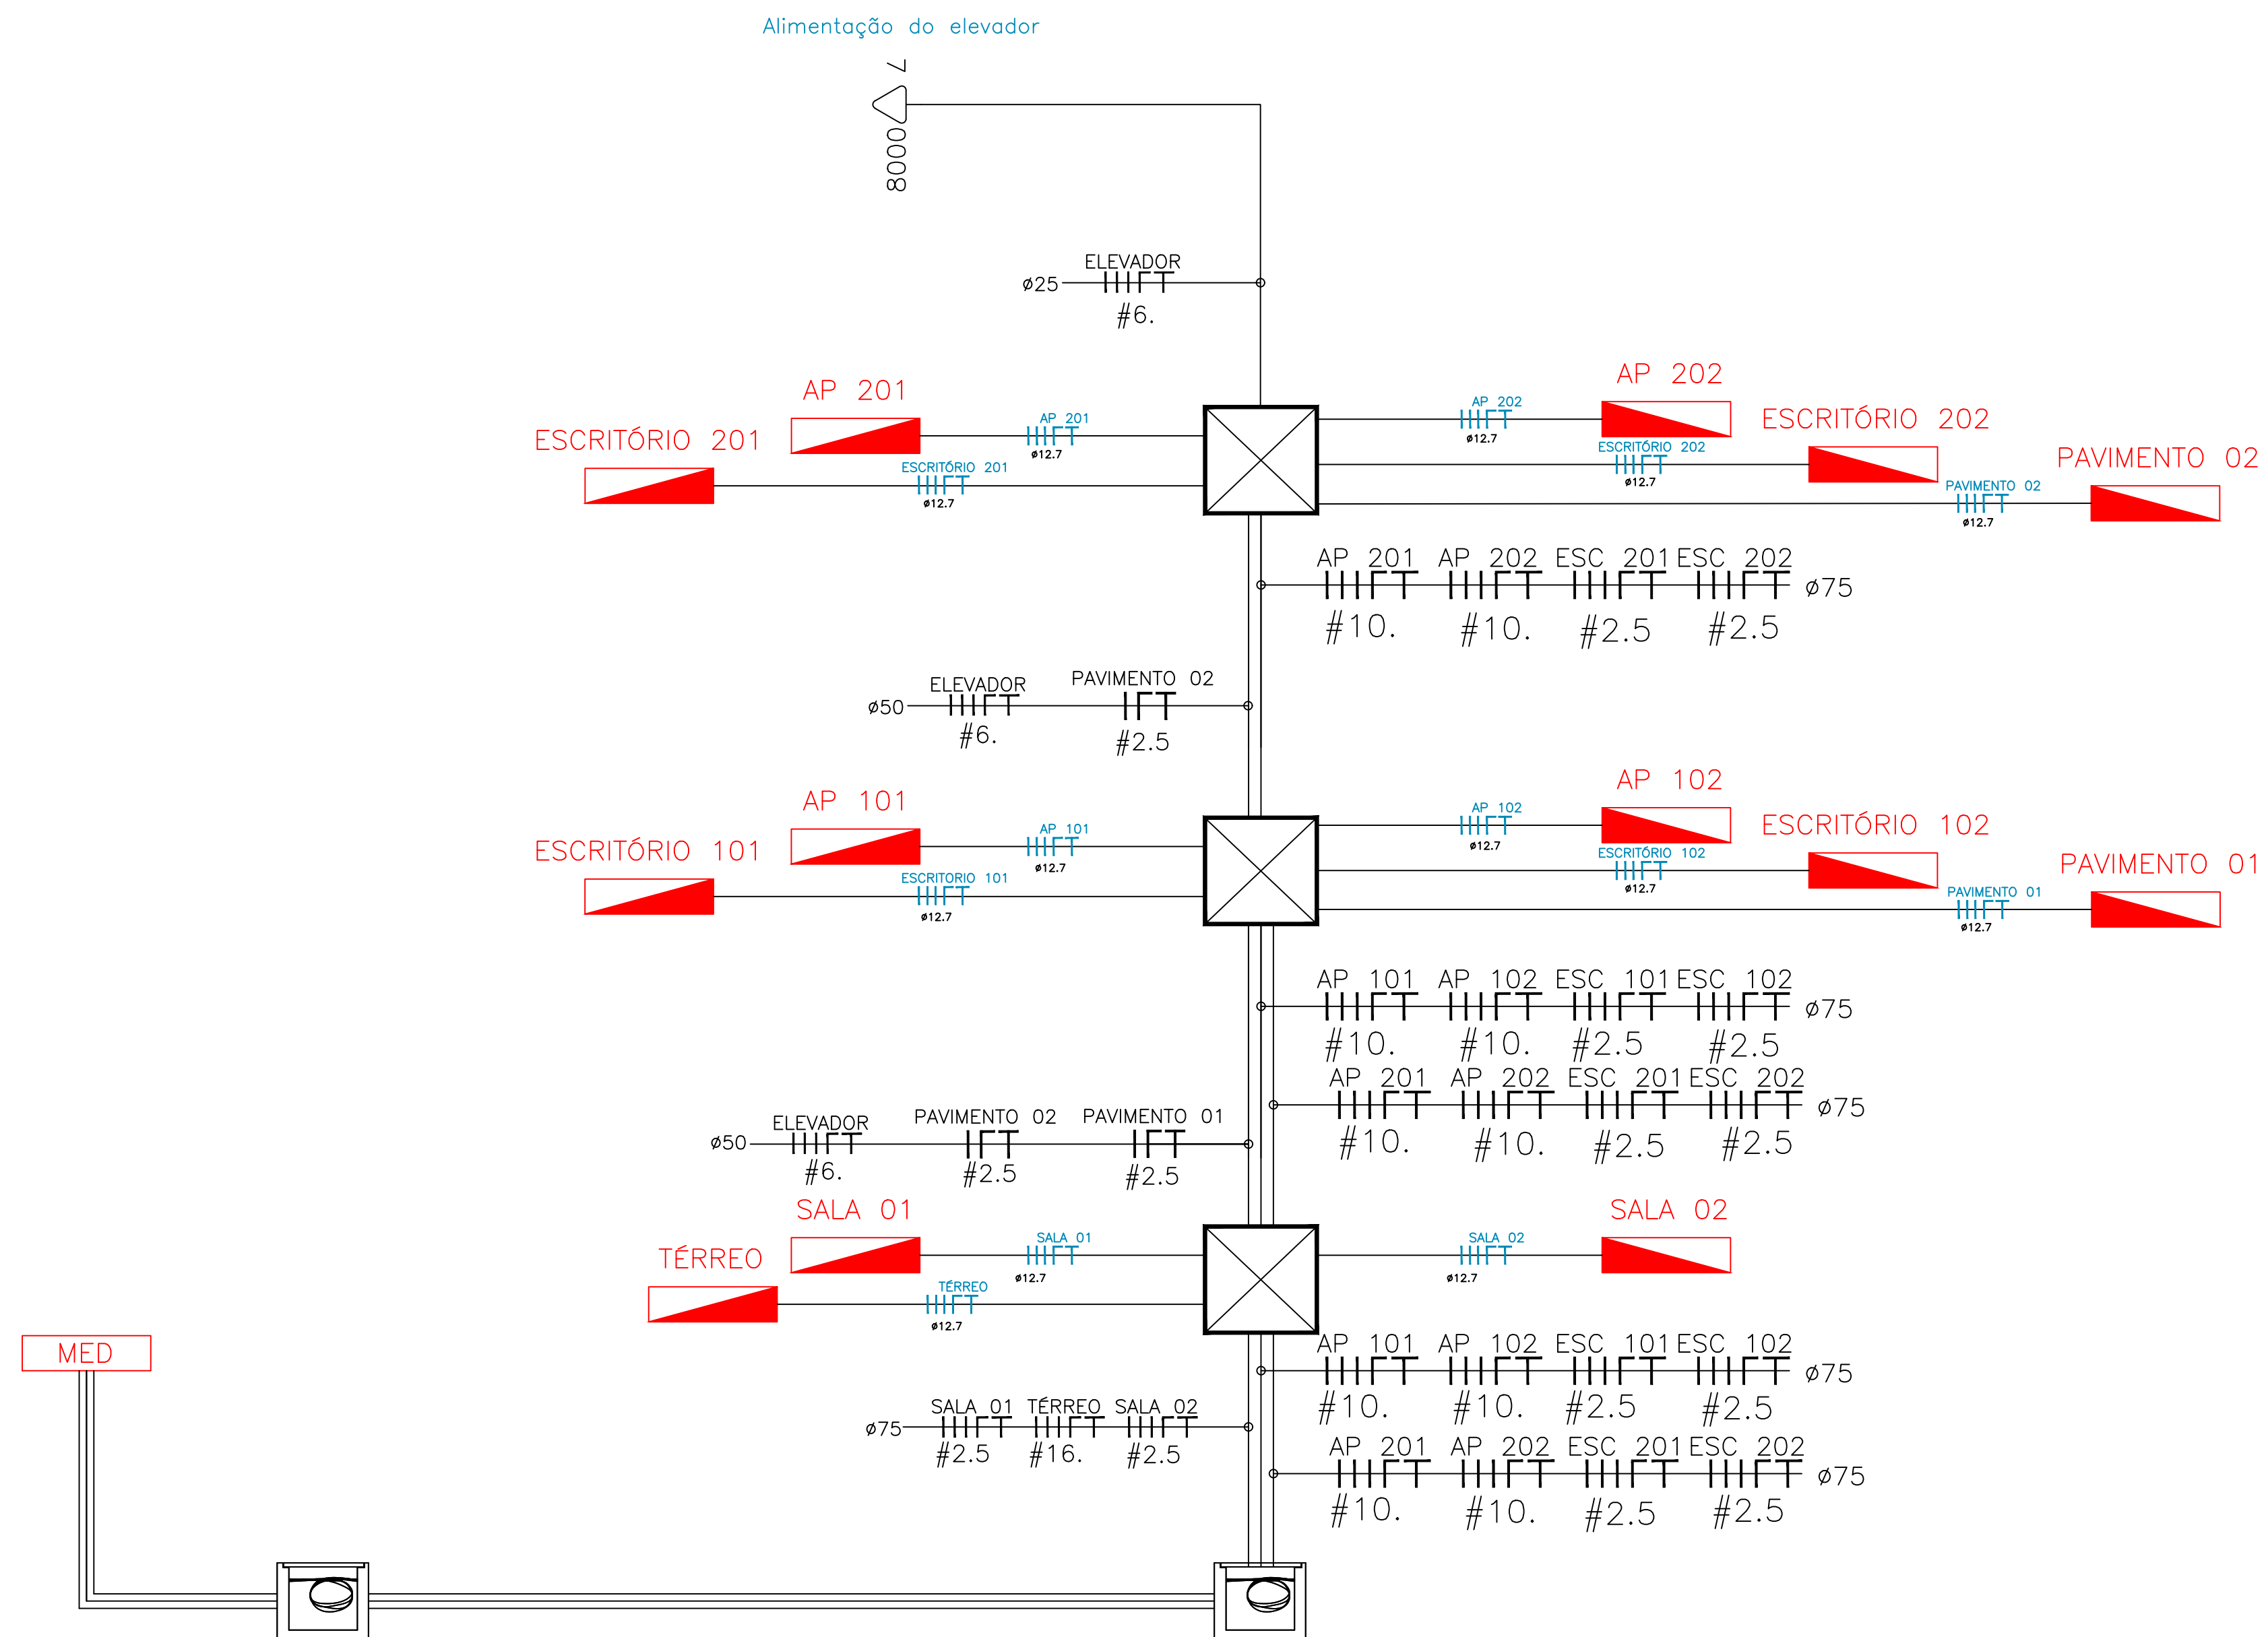 Alimentação do elevador
7
8000
ELEVADOR
ø25
#6.
AP 201
AP 201
ø12.7
ESCRITÓRIO 201
ESCRITÓRIO 201
ø12.7
AP 202
AP 202
ø12.7
ESCRITÓRIO 202
ESCRITÓRIO 202
ø12.7
PAVIMENTO 02
PAVIMENTO 02
ø12.7
AP 201 AP 202 ESC 201 ESC 202
ø75
#10. #10. #2.5 #2.5
ELEVADOR PAVIMENTO 02
ø50
#6. #2.5
AP 101
AP 101
ø12.7
ESCRITÓRIO 101
ESCRITORIO 101
ø12.7
AP 102
AP 102
ø12.7
ESCRITÓRIO 102
ESCRITÓRIO 102
ø12.7
PAVIMENTO 01
PAVIMENTO 01
ø12.7
AP 101 AP 102 ESC 101 ESC 102
ø75
#10. #10. #2.5 #2.5
AP 201 AP 202 ESC 201 ESC 202
ø75
#10. #10. #2.5 #2.5
ELEVADOR PAVIMENTO 02 PAVIMENTO 01
ø50
#6. #2.5 #2.5
SALA 01
SALA 01
ø12.7
TÉRREO
TÉRREO
ø12.7
SALA 02
SALA 02
ø12.7
MED
AP 101 AP 102 ESC 101 ESC 102
ø75
#10. #10. #2.5 #2.5
SALA 01 TÉRREO SALA 02
ø75
#2.5 #16. #2.5
AP 201 AP 202 ESC 201 ESC 202
ø75
#10. #10. #2.5 #2.5